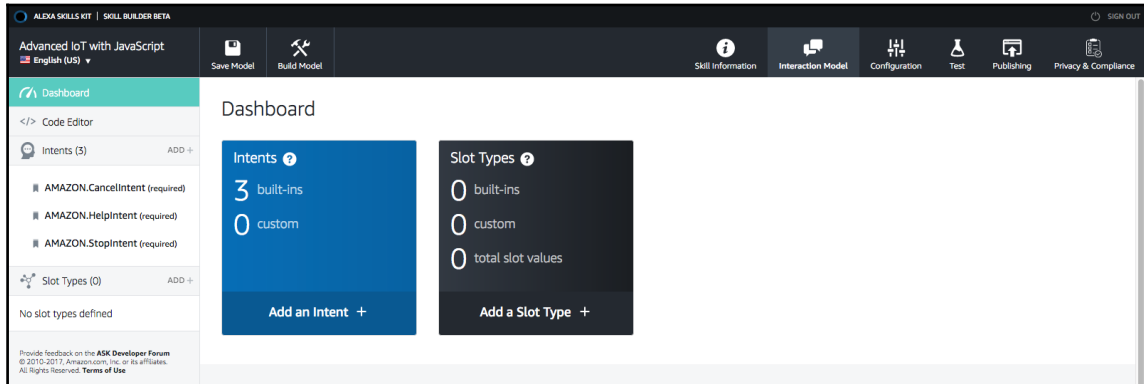 ALEXA SKILLS KIT | SKILL BUILDER BETA
SIGN OUT
Advanced IoT with JavaScript
English (US)
Save Model
Build Model
Skill Information
Interaction Model
Configuration
Test
Publishing
Privacy & Compliance
Dashboard
</> Code Editor
Intents (3) ADD +
AMAZON.CancelIntent (required)
AMAZON.HelpIntent (required)
AMAZON.StopIntent (required)
Slot Types (0) ADD +
No slot types defined
Provide feedback on the ASK Developer Forum
© 2010-2017, Amazon.com, Inc. or its affiliates.
All Rights Reserved. Terms of Use
Dashboard
Intents ?
3 built-ins
0 custom
Add an Intent +
Slot Types ?
0 built-ins
0 custom
0 total slot values
Add a Slot Type +